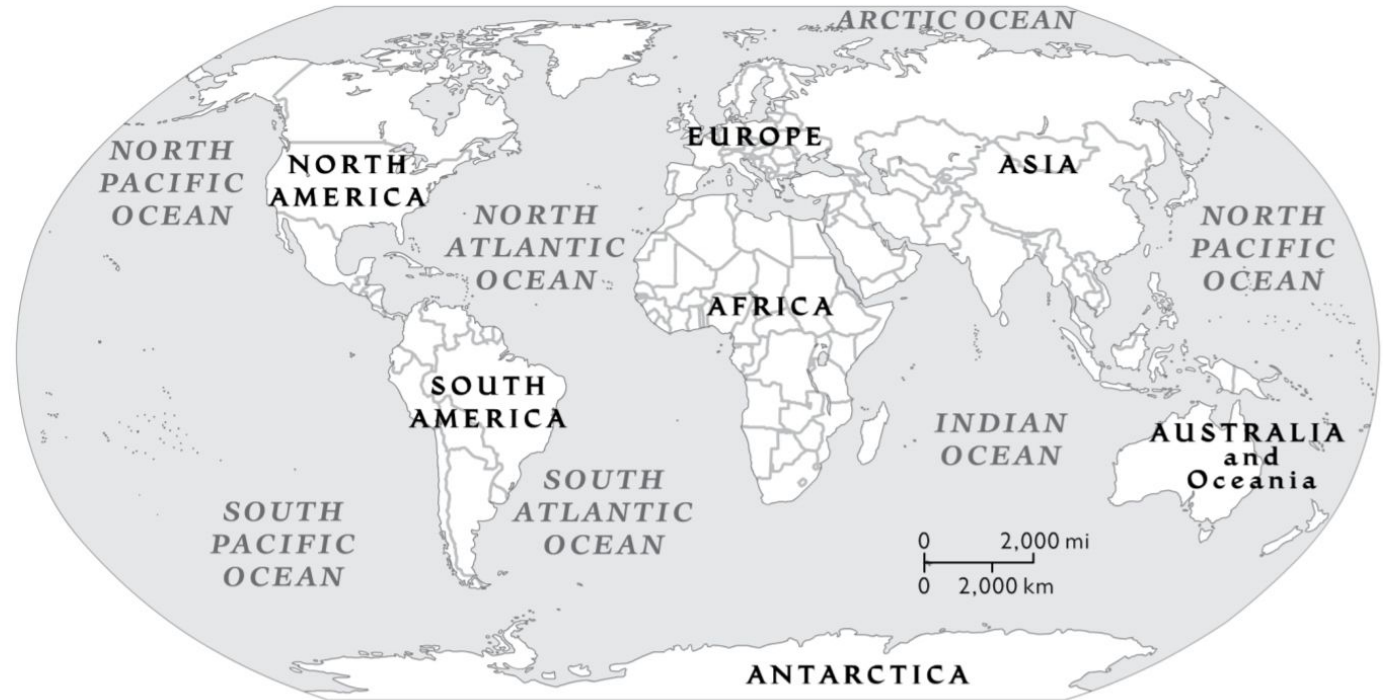 ARCTIC OCEAN
EUROPE
ASIA
NORTH
PACIFIC
OCEAN
NORTH
AMERICA
NORTH
ATLANTIC
OCEAN
NORTH
PACIFIC
OCEAN
AFRICA
SOUTH
AMERICA
INDIAN
OCEAN
AUSTRALIA
and
Oceania
SOUTH
ATLANTIC
OCEAN
SOUTH
PACIFIC
OCEAN
0 2,000 mi
0 2,000 km
ANTARCTICA